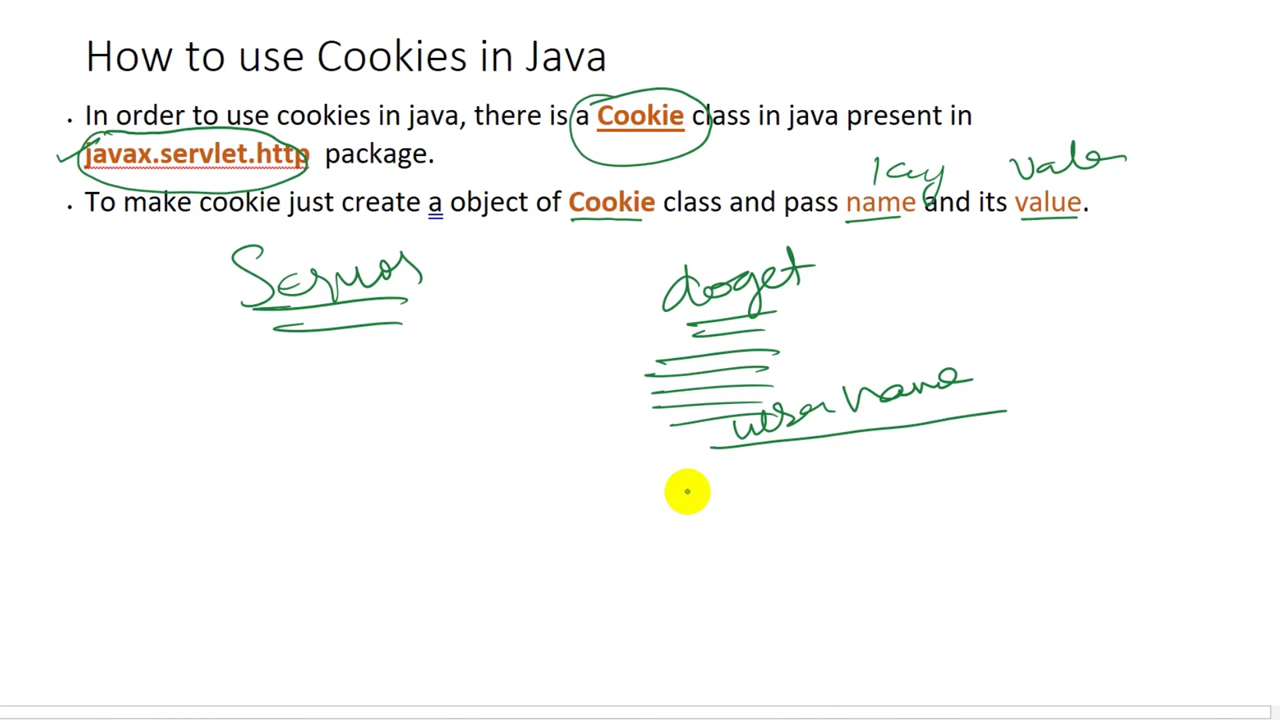 How to use Cookies in Java
• In order to use cookies in java, there is a Cookie class in java present in
javax.servlet.http package.
key value
• To make cookie just create a object of Cookie class and pass name and its value.
doget
user name